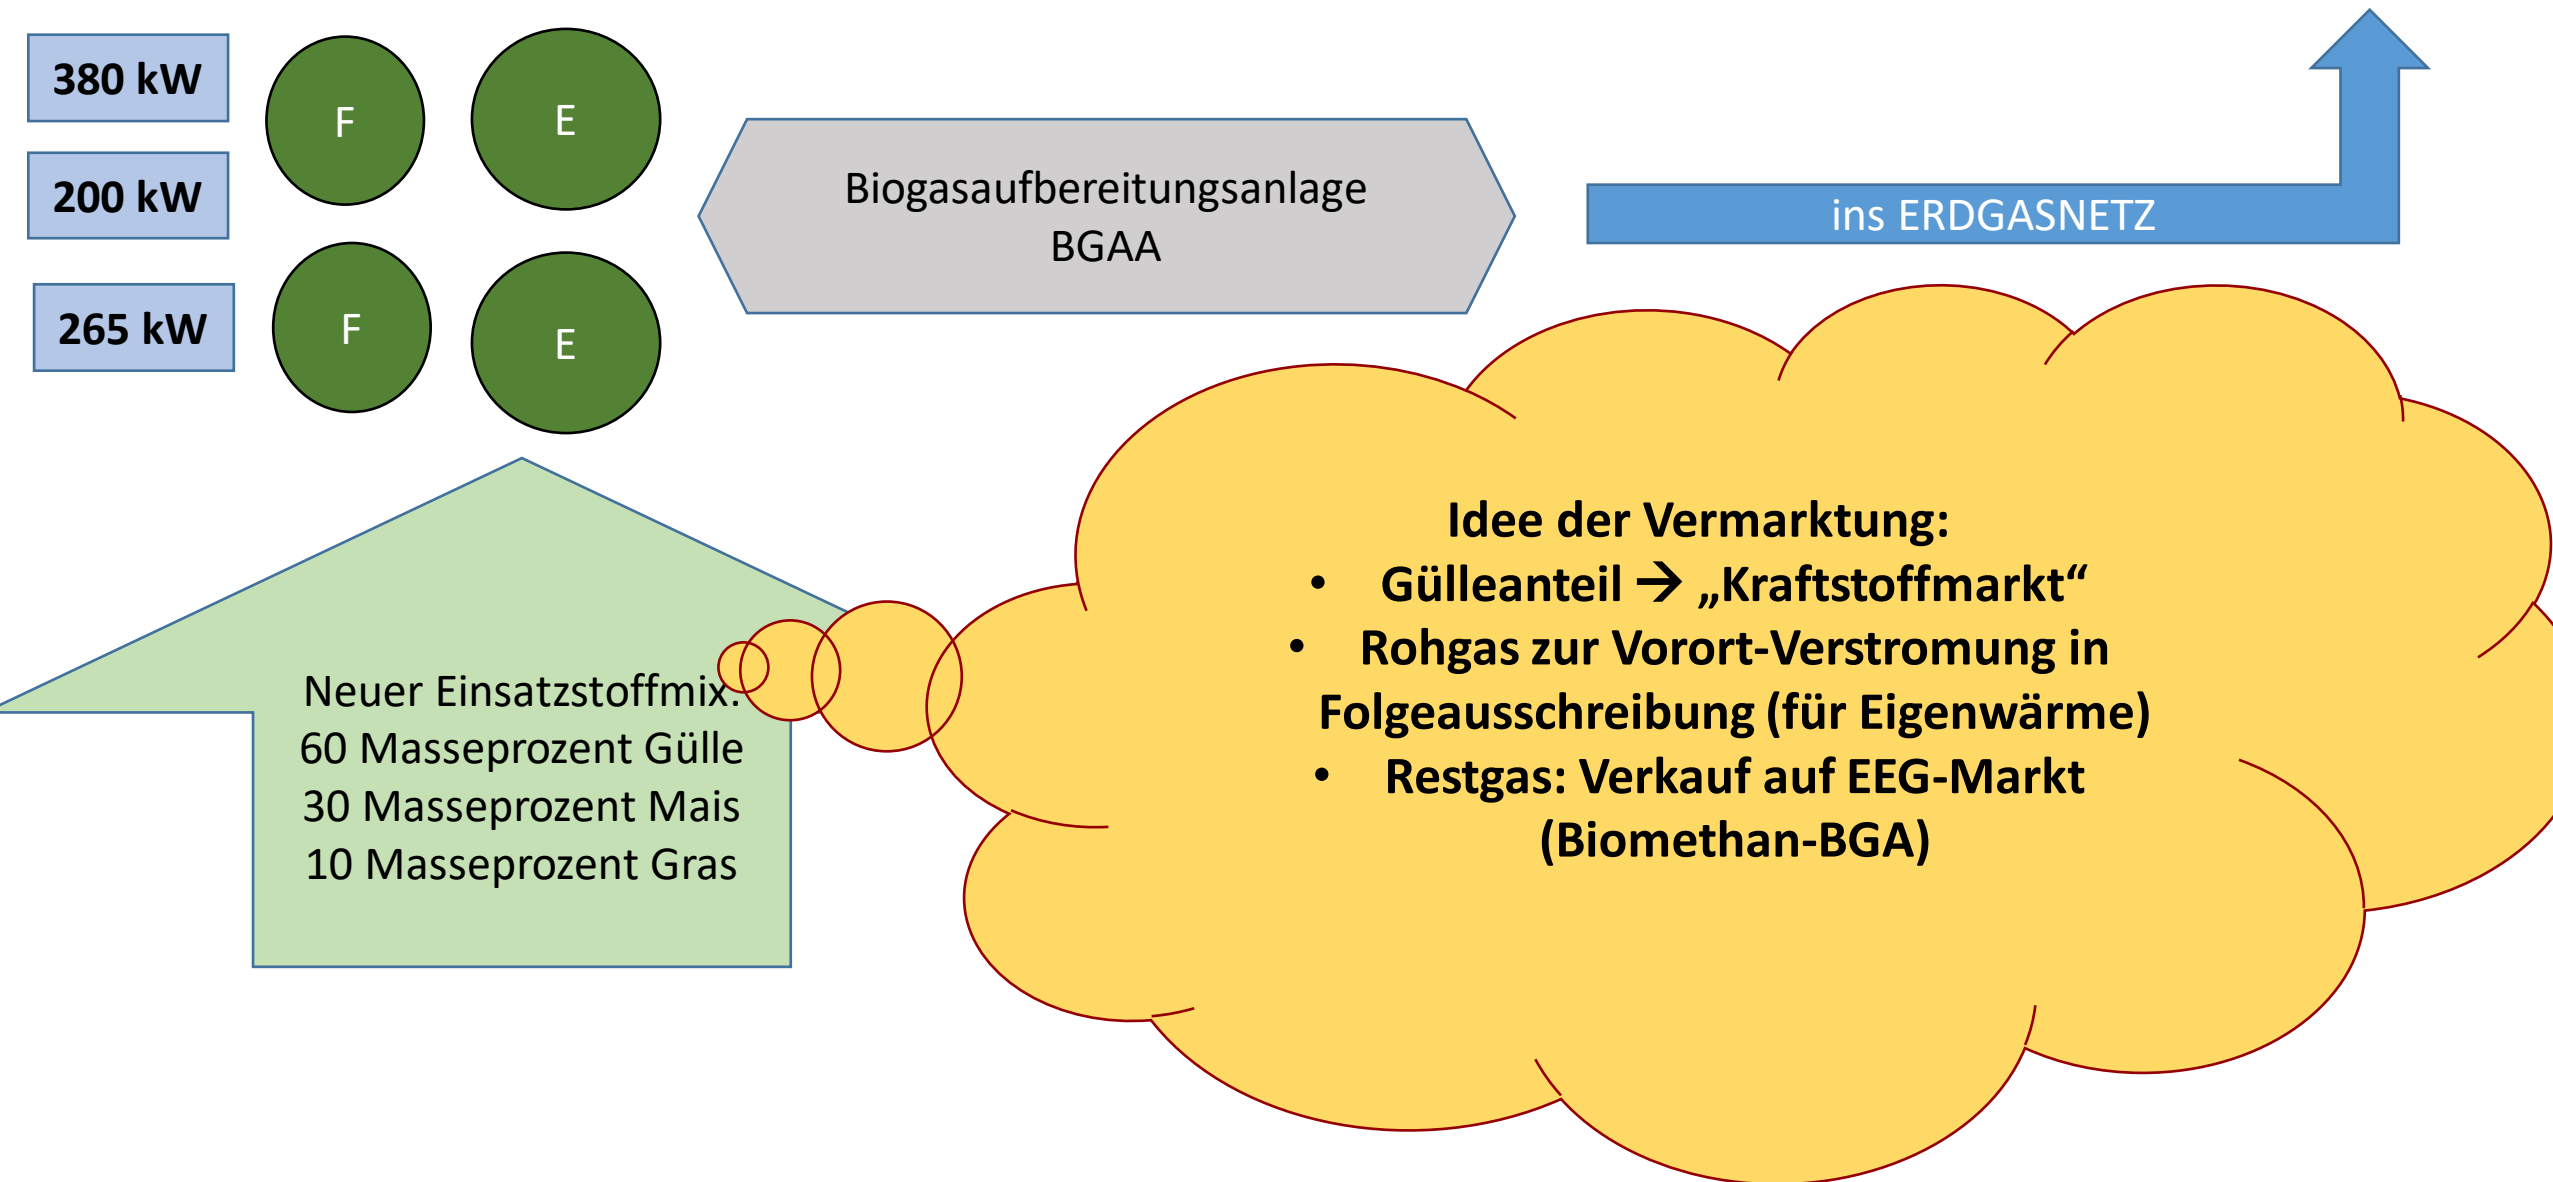 380 kW
200 kW
265 kW
F
E
F
E
Biogasaufbereitungsanlage
BGAA
ins ERDGASNETZ
Neuer Einsatzstoffmix:
60 Masseprozent Gülle
30 Masseprozent Mais
10 Masseprozent Gras
Idee der Vermarktung:
• Gülleanteil → „Kraftstoffmarkt“
• Rohgas zur Vorort-Verstromung in
Folgeausschreibung (für Eigenwärme)
• Restgas: Verkauf auf EEG-Markt
(Biomethan-BGA)